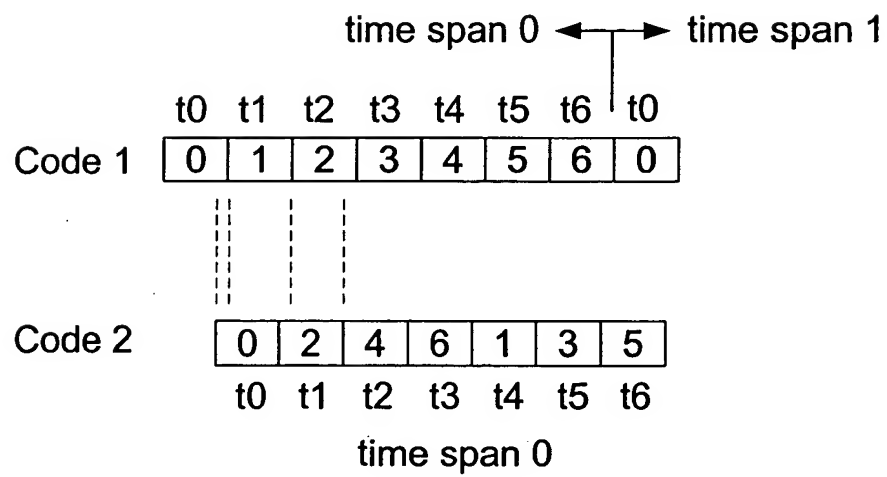 time span 0 time span 1
t0 t1 t2 t3 t4 t5 t6 t0
Code 1 0 1 2 3 4 5 6 0
Code 2 0 2 4 6 1 3 5
t0 t1 t2 t3 t4 t5 t6
time span 0